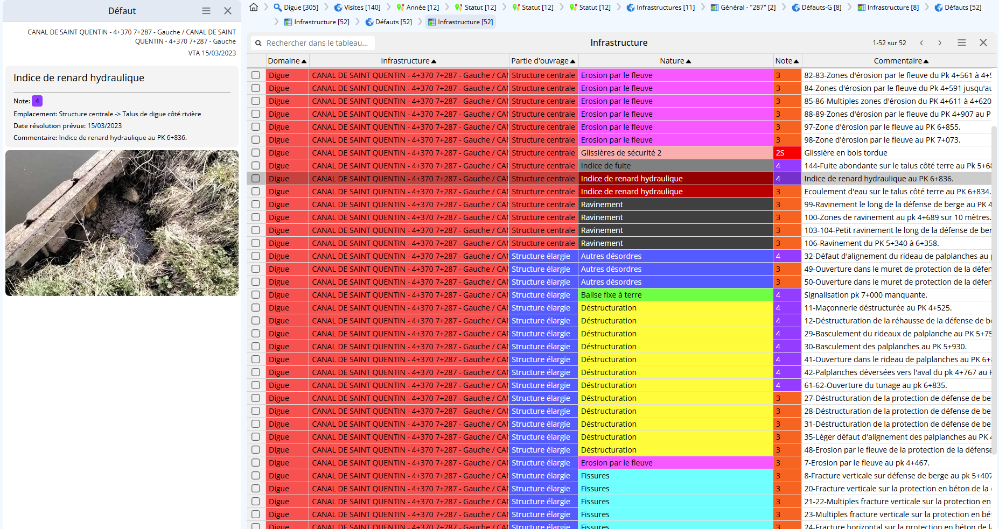 Défaut
CANAL DE SAINT QUENTIN - 4+370 7+287 - Gauche / CANAL DE SAINT
QUENTIN - 4+370 7+287 - Gauche
VTA 15/03/2023
Indice de renard hydraulique
Note: 4
Emplacement: Structure centrale -> Talus de digue côté rivière
Date résolution prévue: 15/03/2023
Commentaire: Indice de renard hydraulique au PK 6+836.
Digue [305] Visites [140] Année [12] Statut [12] Statut [12] Statut [12] Infrastructures [11] Général - "287" [2] Défauts-G [8] Infrastructure [8] Défauts [52]
Infrastructure [52] Défauts [52] Infrastructure [52]
Rechercher dans le tableau... Infrastructure 1-52 sur 52
Domaine▲ Infrastructure▲ Partie d'ouvrage▲ Nature▲ Note▲ Commentaire▲
Digue CANAL DE SAINT QUENTIN - 4+370 7+287 - Gauche / CAN Structure centrale Erosion par le fleuve 3 82-83-Zones d'érosion par le fleuve du Pk 4+561 à 4+5
Digue CANAL DE SAINT QUENTIN - 4+370 7+287 - Gauche / CAN Structure centrale Erosion par le fleuve 3 84-Zones d'érosion par le fleuve du PK 4+591 jusqu'au
Digue CANAL DE SAINT QUENTIN - 4+370 7+287 - Gauche / CAN Structure centrale Erosion par le fleuve 3 85-86-Multiples zones d'érosion du PK 4+611 à 4+620
Digue CANAL DE SAINT QUENTIN - 4+370 7+287 - Gauche / CAN Structure centrale Erosion par le fleuve 3 88-89-Zones d'érosion par le fleuve du PK 4+907 au P
Digue CANAL DE SAINT QUENTIN - 4+370 7+287 - Gauche / CAN Structure centrale Erosion par le fleuve 3 97-Zone d'érosion par le fleuve au PK 6+855.
Digue CANAL DE SAINT QUENTIN - 4+370 7+287 - Gauche / CAN Structure centrale Erosion par le fleuve 3 98-Zone d'érosion par le fleuve au PK 7+073.
Digue CANAL DE SAINT QUENTIN - 4+370 7+287 - Gauche / CAN Structure centrale Glissières de sécurité 2 2S Glissière en bois tordue
Digue CANAL DE SAINT QUENTIN - 4+370 7+287 - Gauche / CAN Structure centrale Indice de fuite 4 144-Fuite abondante sur le talus côté terre au Pk 5+68
Digue CANAL DE SAINT QUENTIN - 4+370 7+287 - Gauche / CAN Structure centrale Indice de renard hydraulique 4 Indice de renard hydraulique au PK 6+836.
Digue CANAL DE SAINT QUENTIN - 4+370 7+287 - Gauche / CAN Structure centrale Indice de renard hydraulique 3 Ecoulement d'eau sur le talus côté terre au PK 6+834.
Digue CANAL DE SAINT QUENTIN - 4+370 7+287 - Gauche / CAN Structure centrale Ravinement 3 99-Ravinement le long de la défense de berge au PK 4
Digue CANAL DE SAINT QUENTIN - 4+370 7+287 - Gauche / CAN Structure centrale Ravinement 3 100-Zones de ravinement au pk 4+689 sur 10 mètres.
Digue CANAL DE SAINT QUENTIN - 4+370 7+287 - Gauche / CAN Structure centrale Ravinement 3 103-104-Petit ravinement le long de la défense de ber
Digue CANAL DE SAINT QUENTIN - 4+370 7+287 - Gauche / CAN Structure centrale Ravinement 3 106-Ravinement du PK 5+340 à 6+358.
Digue CANAL DE SAINT QUENTIN - 4+370 7+287 - Gauche / CAN Structure élargie Autres désordres 4 32-Défaut d'alignement du rideau de palplanches au
Digue CANAL DE SAINT QUENTIN - 4+370 7+287 - Gauche / CAN Structure élargie Autres désordres 3 49-Ouverture dans le muret de protection de la défen
Digue CANAL DE SAINT QUENTIN - 4+370 7+287 - Gauche / CAN Structure élargie Autres désordres 3 50-Ouverture dans le muret de protection de la défen
Digue CANAL DE SAINT QUENTIN - 4+370 7+287 - Gauche / CAN Structure élargie Balise fixe à terre 4 Signalisation pk 7+000 manquante.
Digue CANAL DE SAINT QUENTIN - 4+370 7+287 - Gauche / CAN Structure élargie Déstructuration 4 11-Maçonnerie déstructurée au PK 4+525.
Digue CANAL DE SAINT QUENTIN - 4+370 7+287 - Gauche / CAN Structure élargie Déstructuration 4 12-Déstructuration de la réhausse de la défense de be
Digue CANAL DE SAINT QUENTIN - 4+370 7+287 - Gauche / CAN Structure élargie Déstructuration 4 29-Basculement du rideaux de palplanche au PK 5+75
Digue CANAL DE SAINT QUENTIN - 4+370 7+287 - Gauche / CAN Structure élargie Déstructuration 4 30-Basculement des palplanches au PK 5+930.
Digue CANAL DE SAINT QUENTIN - 4+370 7+287 - Gauche / CAN Structure élargie Déstructuration 4 41-Ouverture dans le rideau de palplanches au PK 6+
Digue CANAL DE SAINT QUENTIN - 4+370 7+287 - Gauche / CAN Structure élargie Déstructuration 4 42-Palplanches déversées vers l'aval du pk 4+767 au
Digue CANAL DE SAINT QUENTIN - 4+370 7+287 - Gauche / CAN Structure élargie Déstructuration 4 61-62-Ouverture du tunage au pk 6+835.
Digue CANAL DE SAINT QUENTIN - 4+370 7+287 - Gauche / CAN Structure élargie Déstructuration 3 27-Déstructuration de la protection de défense de be
Digue CANAL DE SAINT QUENTIN - 4+370 7+287 - Gauche / CAN Structure élargie Déstructuration 3 28-Déstructuration de la protection de défense de be
Digue CANAL DE SAINT QUENTIN - 4+370 7+287 - Gauche / CAN Structure élargie Déstructuration 3 31-Déstructuration de la protection de défense de be
Digue CANAL DE SAINT QUENTIN - 4+370 7+287 - Gauche / CAN Structure élargie Déstructuration 3 35-Léger défaut d'alignement des palplanches au PK
Digue CANAL DE SAINT QUENTIN - 4+370 7+287 - Gauche / CAN Structure élargie Déstructuration 3 48-Erosion par le fleuve de la protection de la défense
Digue CANAL DE SAINT QUENTIN - 4+370 7+287 - Gauche / CAN Structure élargie Erosion par le fleuve 3 7-Erosion par le fleuve au pk 4+467.
Digue CANAL DE SAINT QUENTIN - 4+370 7+287 - Gauche / CAN Structure élargie Fissures 3 8-Fracture verticale sur défense de berge au pk 5+407
Digue CANAL DE SAINT QUENTIN - 4+370 7+287 - Gauche / CAN Structure élargie Fissures 3 20-Fracture verticale sur la protection en béton de la
Digue CANAL DE SAINT QUENTIN - 4+370 7+287 - Gauche / CAN Structure élargie Fissures 3 21-22-Multiples fracture verticale sur la protection en
Digue CANAL DE SAINT QUENTIN - 4+370 7+287 - Gauche / CAN Structure élargie Fissures 3 23-Multiples fracture verticale sur la protection en bét
Digue CANAL DE SAINT QUENTIN - 4+370 7+287 - Gauche / CAN Structure élargie Fissures 3 24-Fracture horizontal sur la protection en béton de